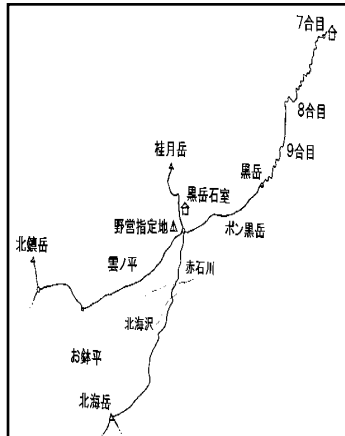 7合目
8合目
9合目
桂月岳
黒岳
黒岳石室
野営指定地
ポン黒岳
北鎮岳
雲ノ平
赤石川
北海沢
お鉢平
北海岳